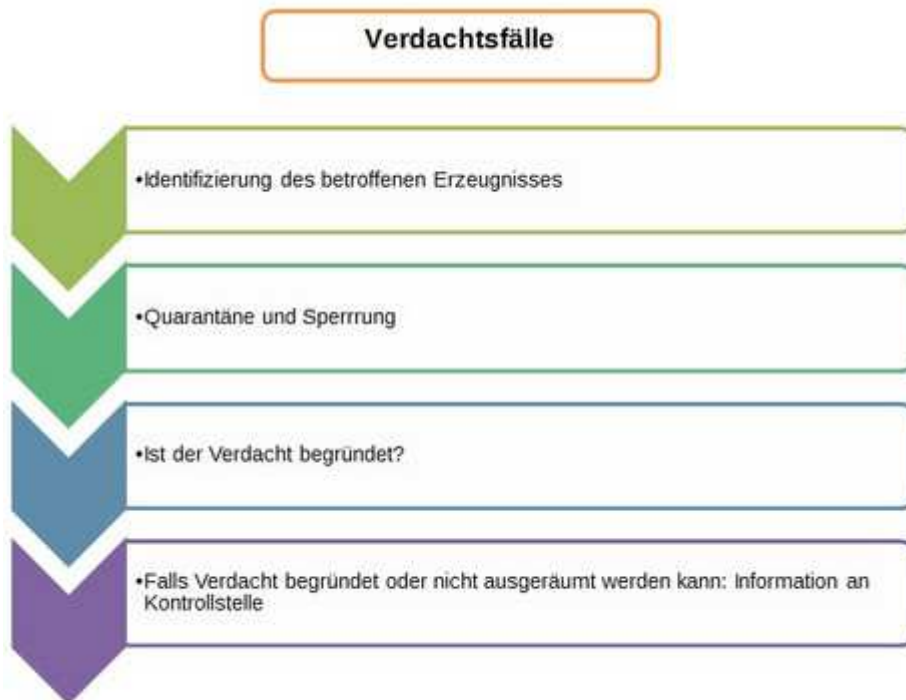 Verdachtsfälle
•Identifizierung des betroffenen Erzeugnisses
•Quarantäne und Sperrrung
•Ist der Verdacht begründet?
•Falls Verdacht begründet oder nicht ausgeräumt werden kann: Information an
Kontrollstelle